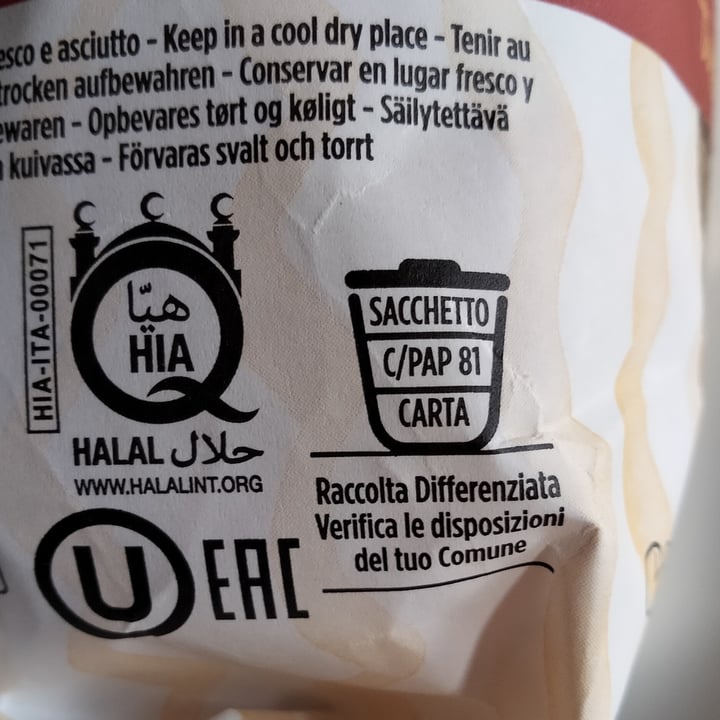 esco e asciutto – Keep in a cool dry place – Tenir au
trocken aufbewahren – Conservar en lugar fresco y
ewaren – Opbevares tørt og køligt – Säilytettävä
kuivassa – Förvaras svalt och torrt
HIA-ITA-00071
هيّا
HIA
HALAL حلال
WWW.HALALINT.ORG
U
EAC
SACCHETTO
C/PAP 81
CARTA
Raccolta Differenziata
Verifica le disposizioni
del tuo Comune